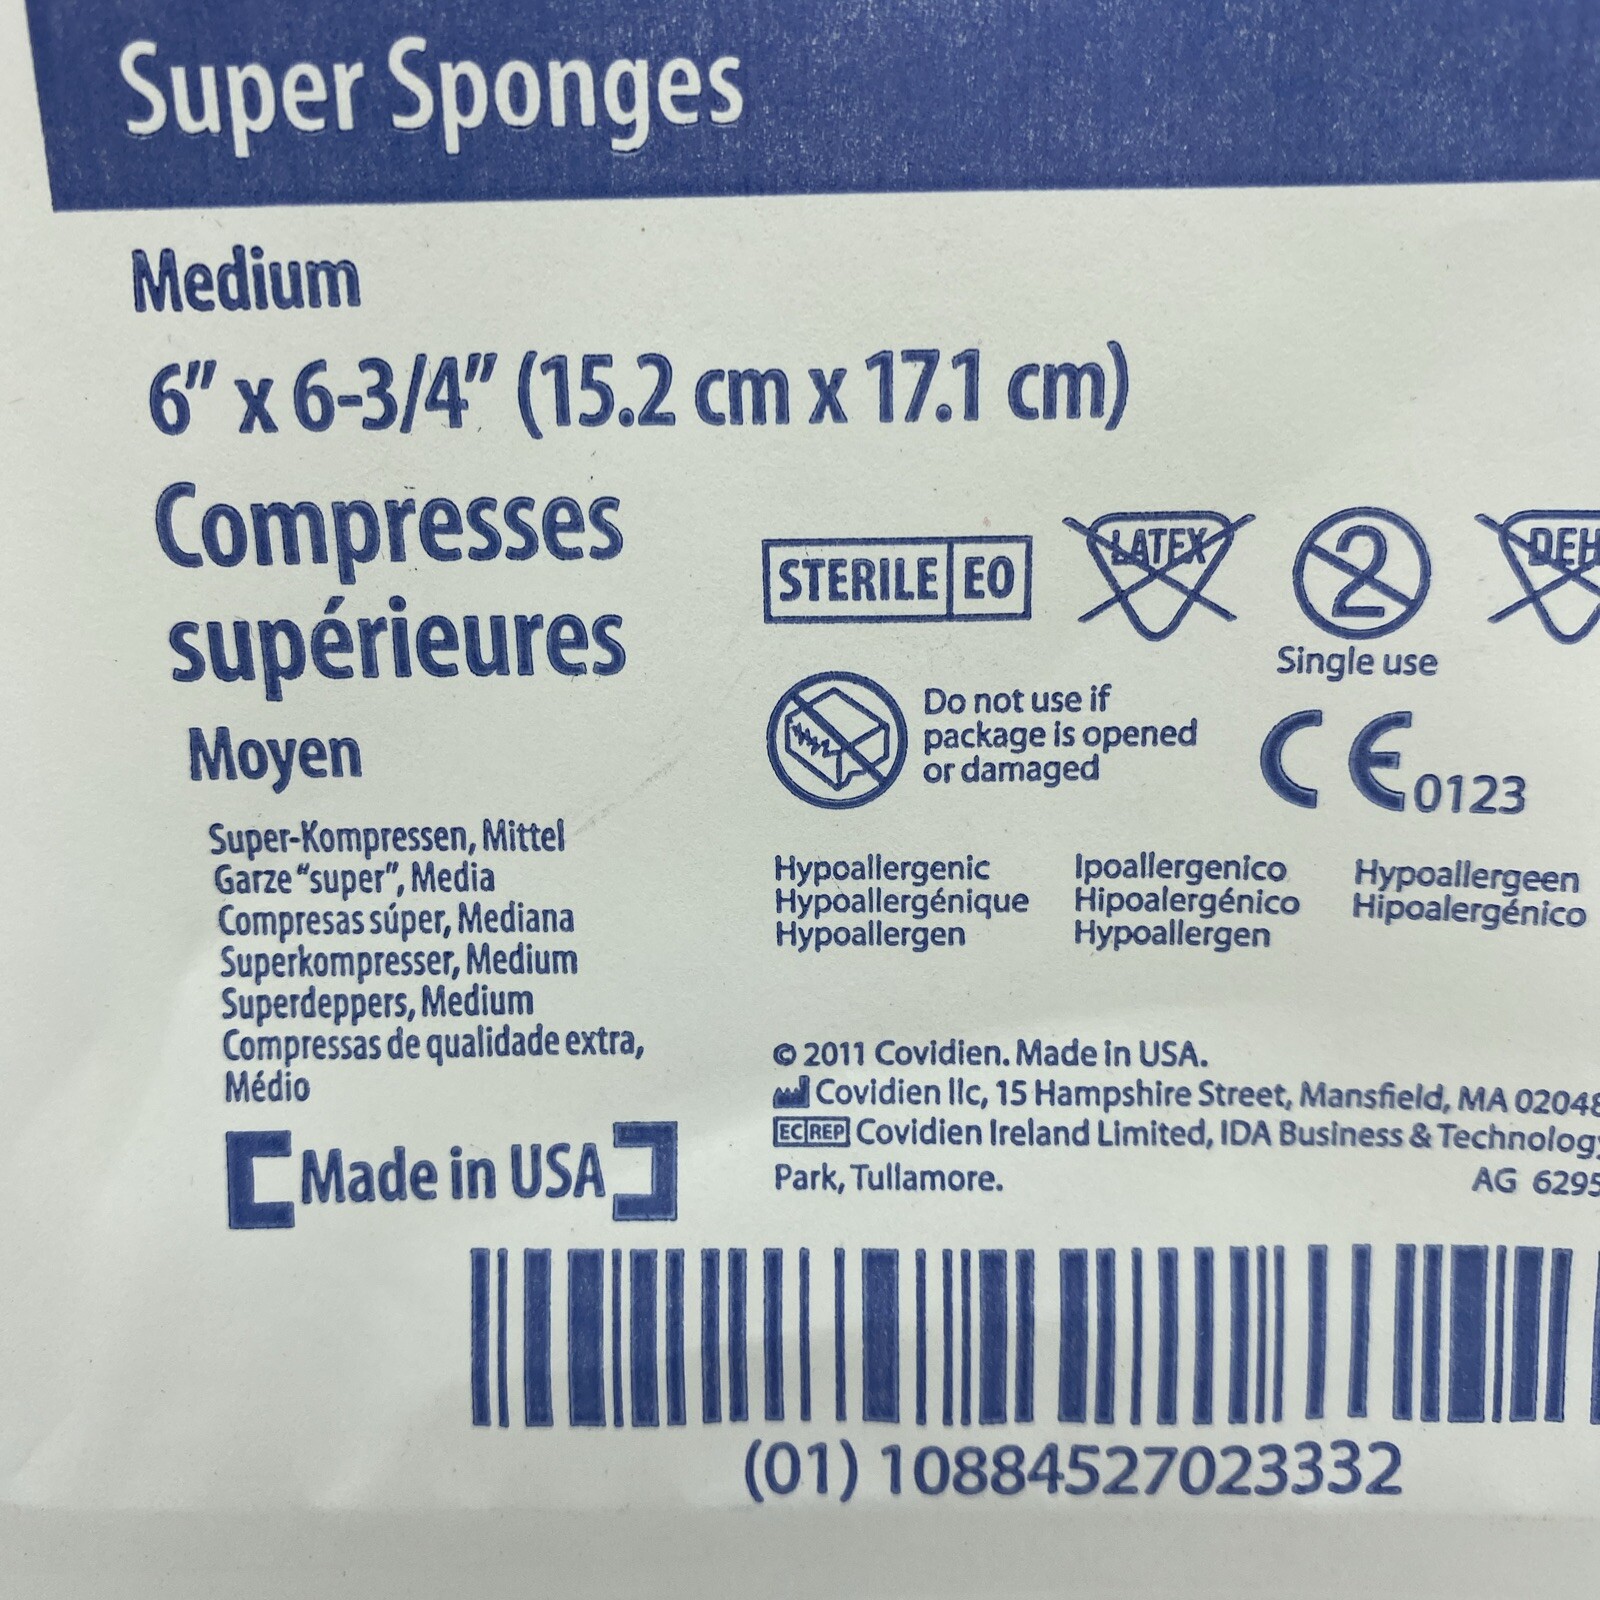 Super Sponges
Medium
6" x 6-3/4" (15.2 cm x 17.1 cm)
Compresses
supérieures
Moyen
Super-Kompressen, Mittel
Garze "super", Media
Compresas súper, Mediana
Superkompresser, Medium
Superdeppers, Medium
Compressas de qualidade extra,
Médio
Made in USA
STERILE EO
LATEX
2
Single use
DEH
Do not use if
package is opened
or damaged
CE 0123
Hypoallergenic
Hypoallergénique
Hypoallergen
Ipoallergenico
Hipoalergénico
Hypoallergen
Hypoallergeen
Hipoalergénico
© 2011 Covidien. Made in USA.
Covidien llc, 15 Hampshire Street, Mansfield, MA 02048
EC REP Covidien Ireland Limited, IDA Business & Technology
Park, Tullamore.
AG 6295
(01) 10884527023332